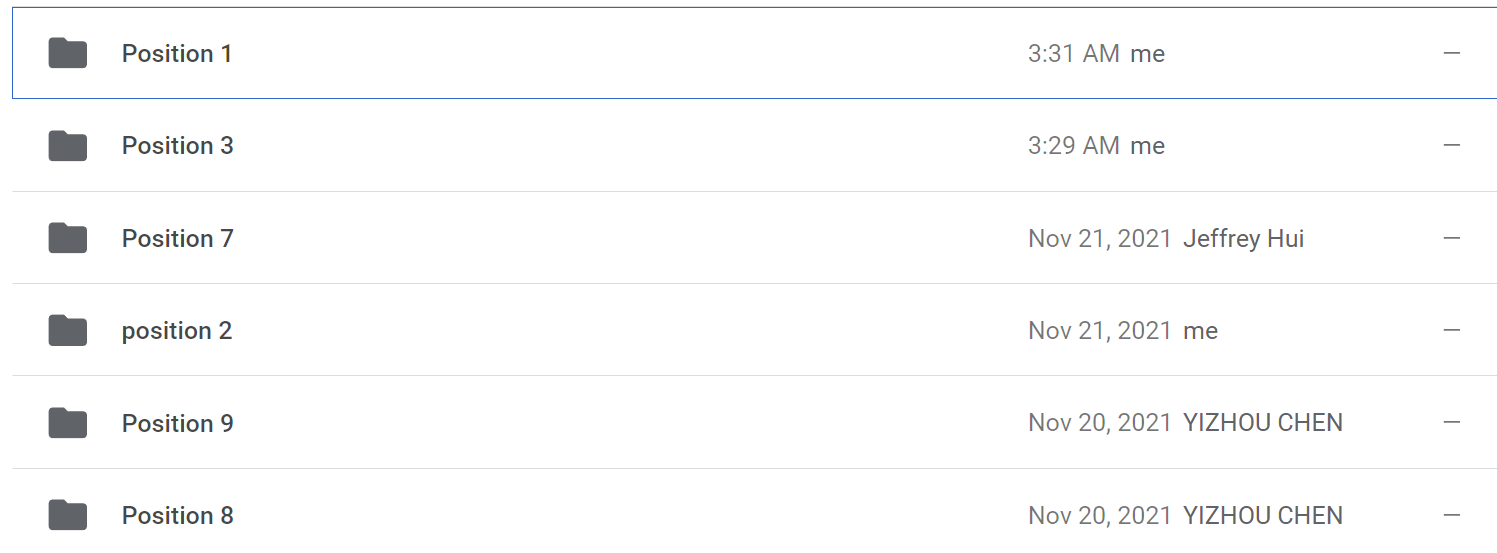 Position 1 3:31 AM me —
Position 3 3:29 AM me —
Position 7 Nov 21, 2021 Jeffrey Hui —
position 2 Nov 21, 2021 me —
Position 9 Nov 20, 2021 YIZHOU CHEN —
Position 8 Nov 20, 2021 YIZHOU CHEN —